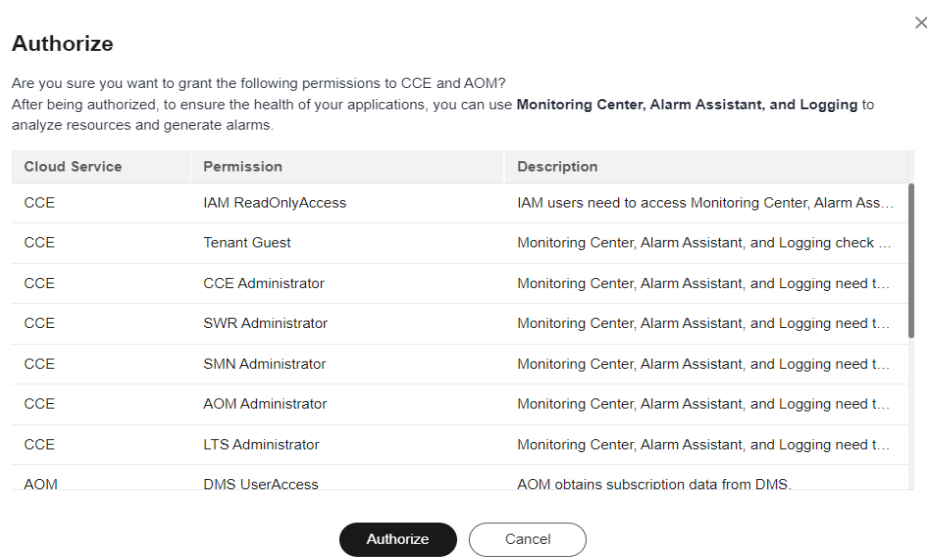 Authorize
Are you sure you want to grant the following permissions to CCE and AOM?
After being authorized, to ensure the health of your applications, you can use Monitoring Center, Alarm Assistant, and Logging to
analyze resources and generate alarms.
Cloud Service Permission Description
CCE IAM ReadOnlyAccess IAM users need to access Monitoring Center, Alarm Ass...
CCE Tenant Guest Monitoring Center, Alarm Assistant, and Logging check ...
CCE CCE Administrator Monitoring Center, Alarm Assistant, and Logging need t...
CCE SWR Administrator Monitoring Center, Alarm Assistant, and Logging need t...
CCE SMN Administrator Monitoring Center, Alarm Assistant, and Logging need t...
CCE AOM Administrator Monitoring Center, Alarm Assistant, and Logging need t...
CCE LTS Administrator Monitoring Center, Alarm Assistant, and Logging need t...
AOM DMS UserAccess AOM obtains subscription data from DMS.
Authorize Cancel